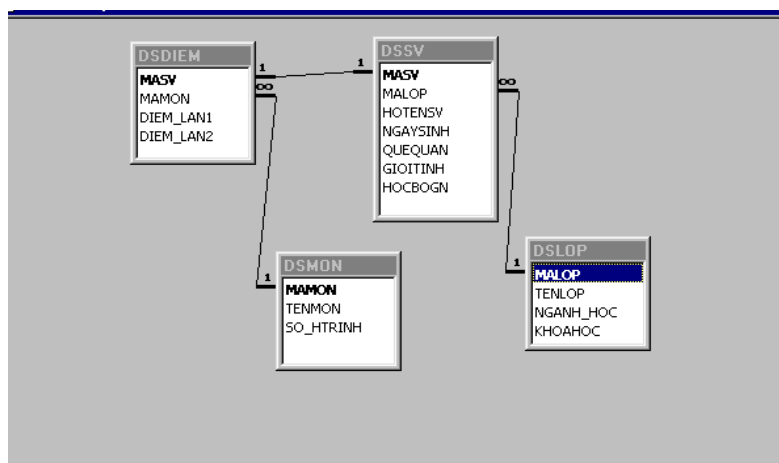 DSDIEM
1
∞
MASV
MAMON
DIEM_LAN1
DIEM_LAN2
1
DSSV
∞
MASV
MALOP
HOTENSV
NGAYSINH
QUEQUAN
GIOITINH
HOCBOGN
1
DSMON
MAMON
TENMON
SO_HTRINH
1
DSLOP
MALOP
TENLOP
NGANH_HOC
KHOAHOC